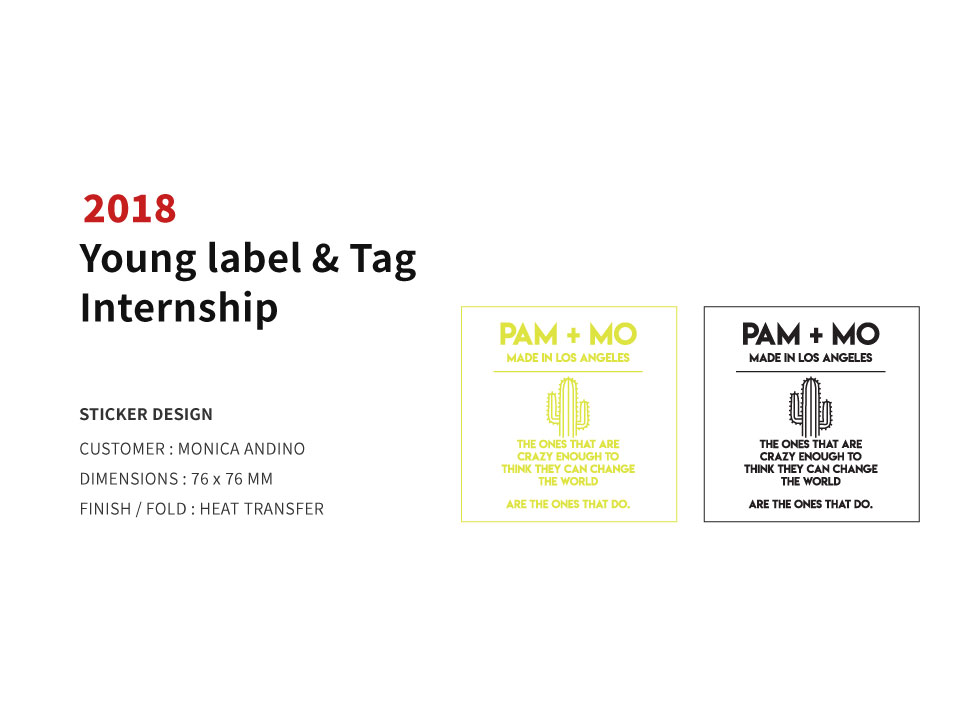 2018
Young label & Tag
Internship
STICKER DESIGN
CUSTOMER : MONICA ANDINO
DIMENSIONS : 76 x 76 MM
FINISH / FOLD : HEAT TRANSFER
PAM + MO
MADE IN LOS ANGELES
THE ONES THAT ARE
CRAZY ENOUGH TO
THINK THEY CAN CHANGE
THE WORLD
ARE THE ONES THAT DO.
PAM + MO
MADE IN LOS ANGELES
THE ONES THAT ARE
CRAZY ENOUGH TO
THINK THEY CAN CHANGE
THE WORLD
ARE THE ONES THAT DO.